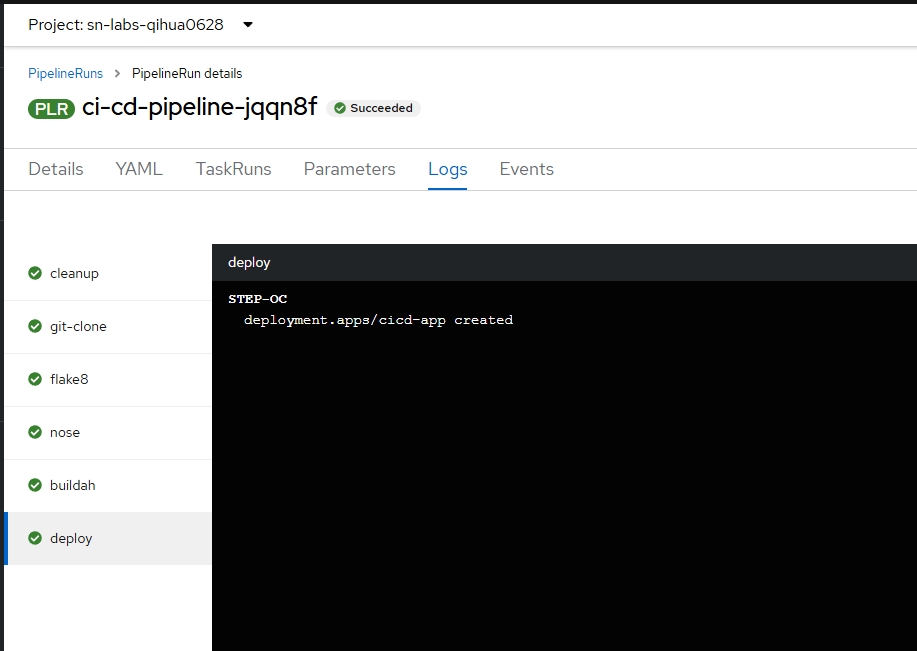 Project: sn-labs-qihua0628
PipelineRuns > PipelineRun details
PLR ci-cd-pipeline-jqqn8f Succeeded
Details YAML TaskRuns Parameters Logs Events
cleanup
git-clone
flake8
nose
buildah
deploy
deploy
STEP-OC
deployment.apps/cicd-app created